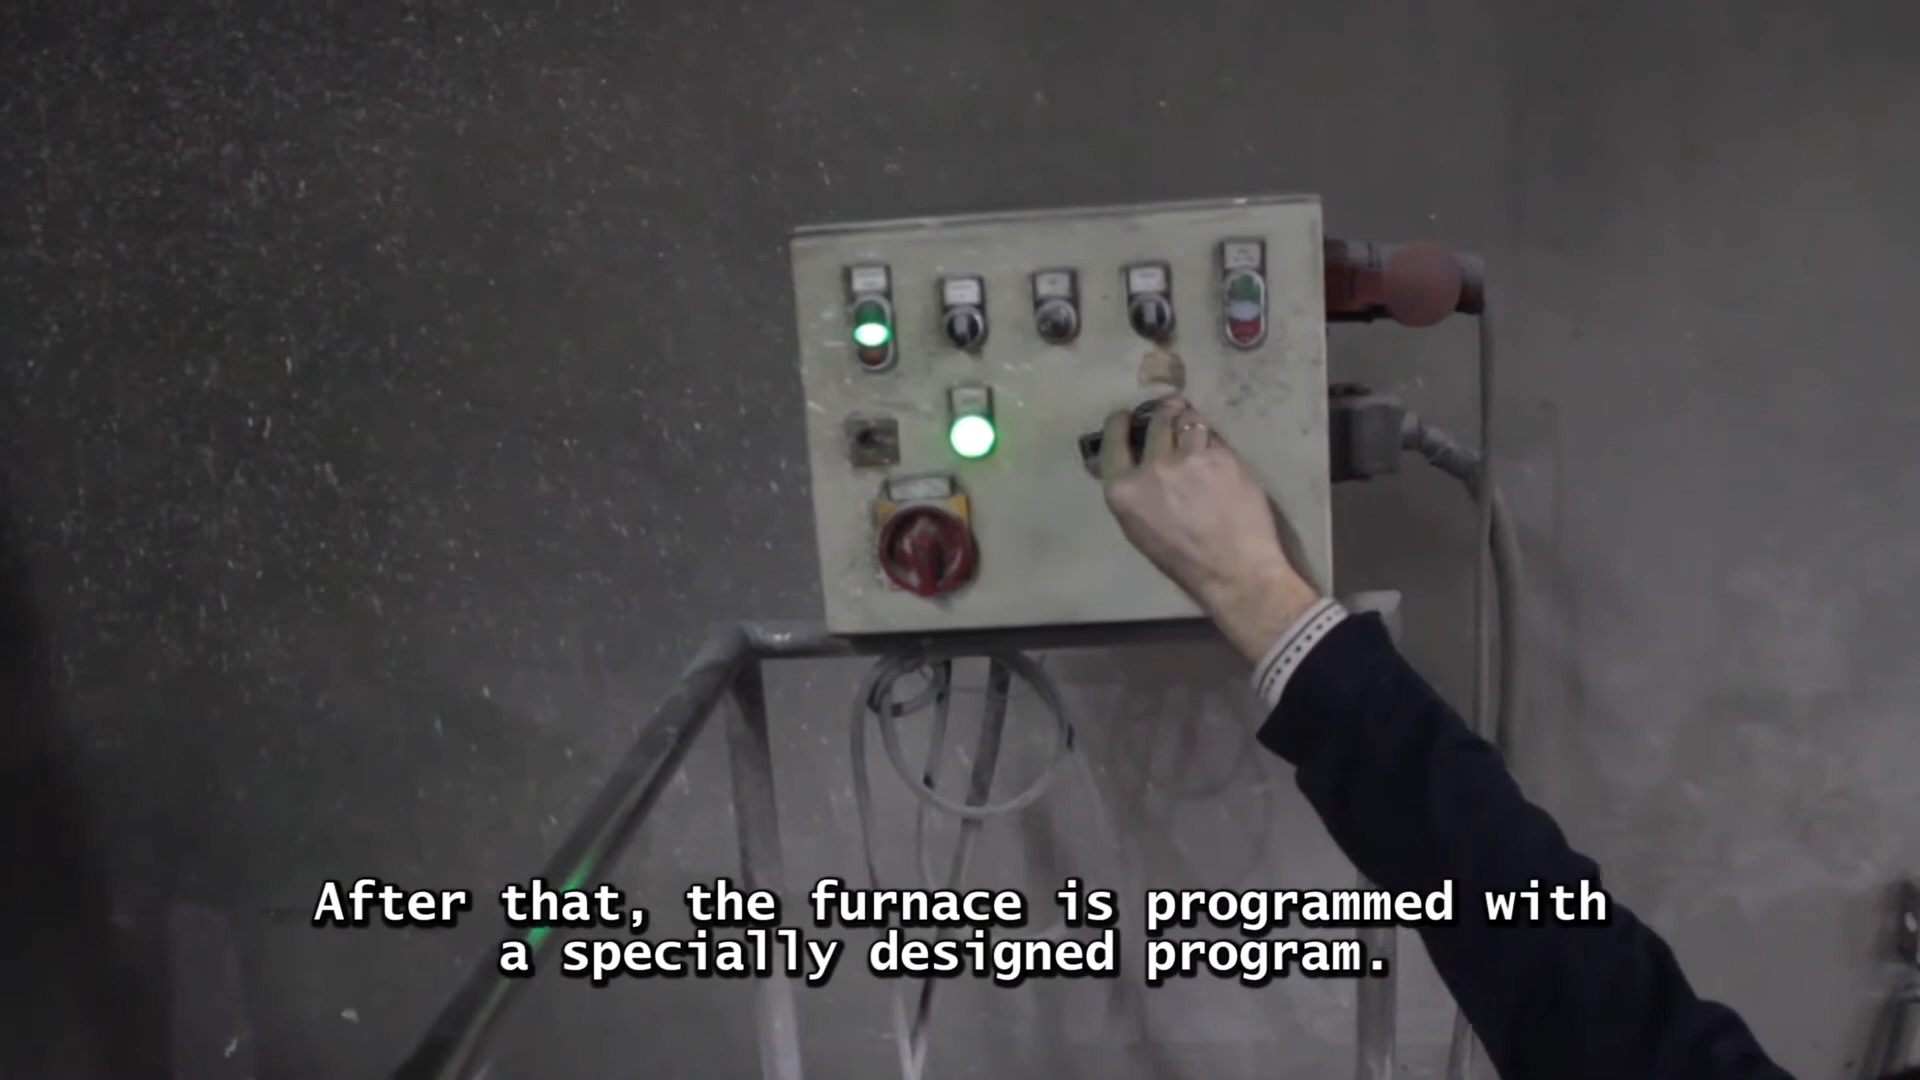 After that, the furnace is programmed with
a specially designed program.